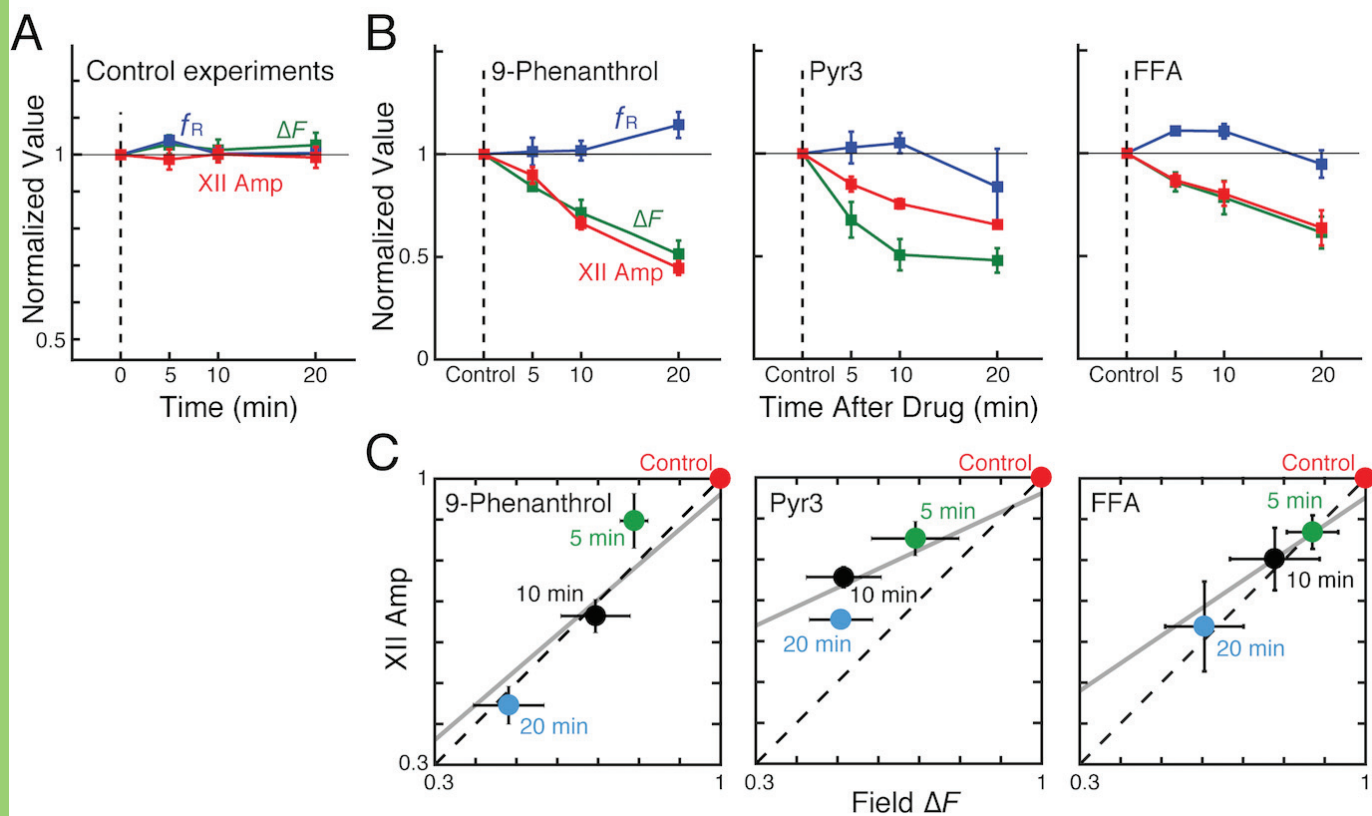 A
Control experiments
Normalized Value
1
0.5
fR
ΔF
XII Amp
0 5 10 20
Time (min)
B
9-Phenanthrol
Normalized Value
1
0.5
0
fR
ΔF
XII Amp
Control 5 10 20
Pyr3
Control 5 10 20
FFA
Control 5 10 20
Time After Drug (min)
C
Control
9-Phenanthrol
XII Amp
1
0.3
5 min
10 min
20 min
0.3 1
Control
Pyr3
5 min
10 min
20 min
0.3 1
Control
FFA
5 min
10 min
20 min
0.3 1
Field ΔF